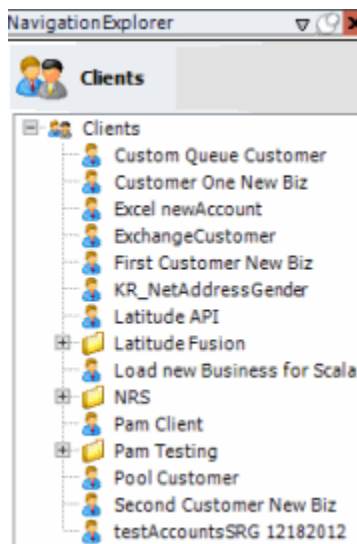 NavigationExplorer
Clients
Clients
Custom Queue Customer
Customer One New Biz
Excel newAccount
ExchangeCustomer
First Customer New Biz
KR_NetAddressGender
Latitude API
Latitude Fusion
Load new Business for Scala
NRS
Pam Client
Pam Testing
Pool Customer
Second Customer New Biz
testAccountsSRG 12182012